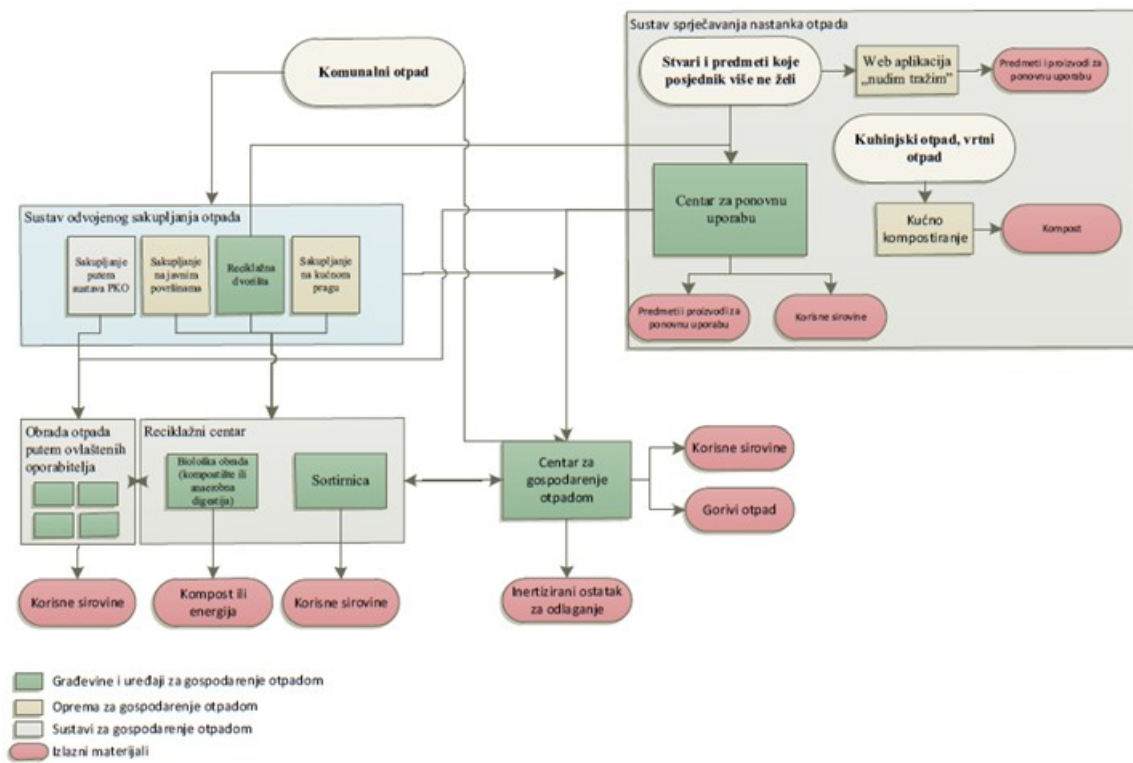 Sustav sprječavanja nastanka otpada
Komunalni otpad
Stvari i predmeti koje
posjednik više ne želi
Web aplikacija
„nudim tražim”
Predmeti i proizvodi za
ponovnu uporabu
Kuhinjski otpad, vrtni
otpad
Centar za ponovnu
uporabu
Kućno
kompostiranje
Kompost
Predmeti i proizvodi za
ponovnu uporabu
Korisne sirovine
Sustav odvojenog sakupljanja otpada
Sakupljanje
putem
sustava PKO
Sakupljanje
na javnim
površinama
Reciklažna
dvorišta
Sakupljanje
na kućnom
pragu
Obrada otpada
putem ovlaštenih
oporabitelja
Reciklažni centar
Biološka obrada
(kompostište ili
anaerobna
digestija)
Sortirnica
Centar za
gospodarenje
otpadom
Korisne sirovine
Gorivi otpad
Korisne sirovine
Kompost ili
energija
Korisne sirovine
Inertizirani ostatak
za odlaganje
Građevine i uređaji za gospodarenje otpadom
Oprema za gospodarenje otpadom
Sustavi za gospodarenje otpadom
Izlazni materijali